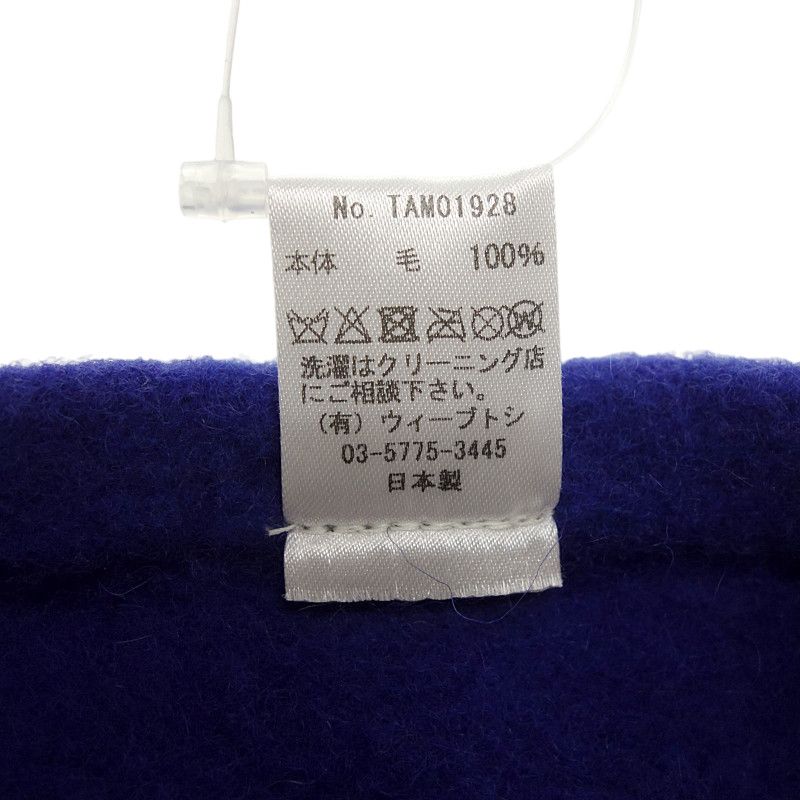 No. TAM01928
本体 毛 100%
洗濯はクリーニング店
にご相談下さい。
(有) ウィーブトシ
03-5775-3445
日本製